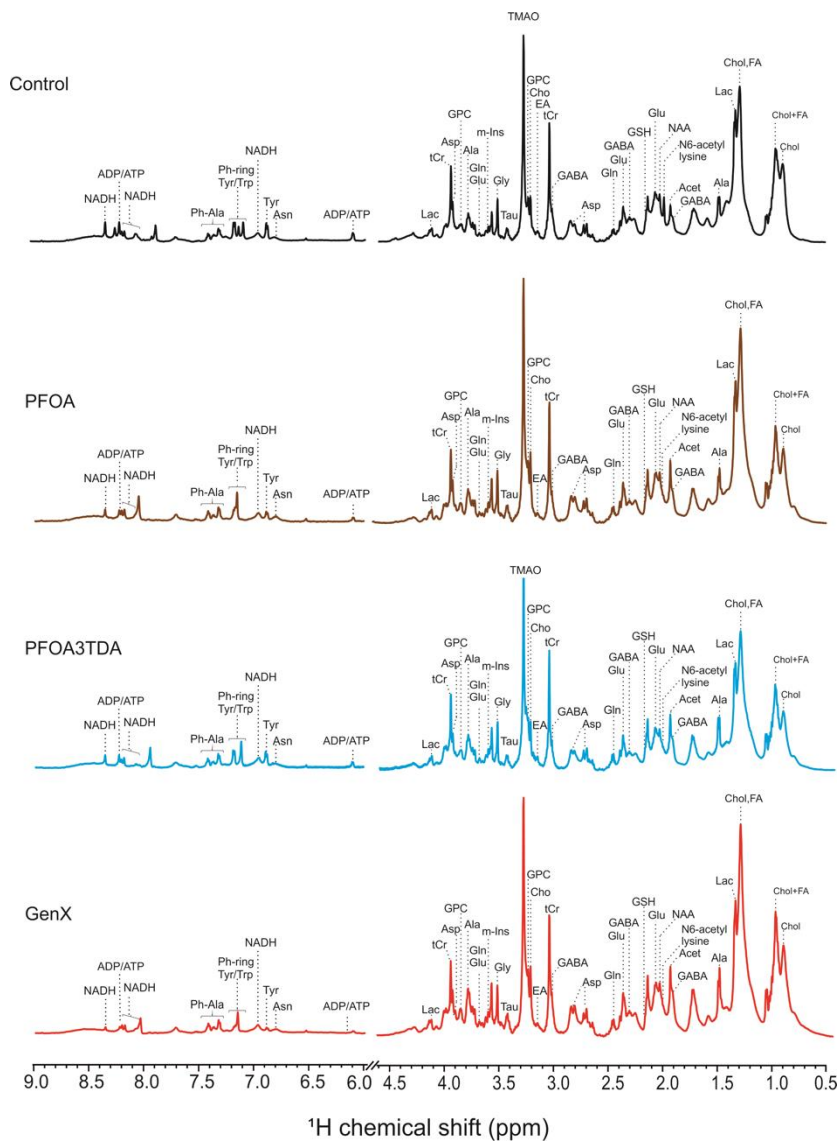 Control
NADH
ADP/ATP
NADH
Ph-Ala
Ph-ring
Tyr/Trp
NADH
Tyr
Asn
ADP/ATP
Lac
tCr
Asp
GPC
Ala
Gln
Glu
m-Ins
Gly
Tau
TMAO
GPC
Cho
EA
tCr
GABA
Asp
Gln
GABA
Glu
GSH
Glu
NAA
N6-acetyl
lysine
Acet
GABA
Ala
Lac
Chol,FA
Chol+FA
Chol
PFOA
NADH
ADP/ATP
NADH
Ph-Ala
Ph-ring
Tyr/Trp
NADH
Tyr
Asn
ADP/ATP
Lac
tCr
Asp
GPC
Ala
Gln
Glu
m-Ins
Gly
Tau
GPC
Cho
tCr
EA
GABA
Asp
Gln
GABA
Glu
GSH
Glu
NAA
N6-acetyl
lysine
Acet
GABA
Ala
Lac
Chol,FA
Chol+FA
Chol
PFOA3TDA
NADH
ADP/ATP
NADH
Ph-Ala
Ph-ring
Tyr/Trp
NADH
Tyr
Asn
ADP/ATP
Lac
tCr
Asp
GPC
Ala
Gln
Glu
m-Ins
Gly
Tau
TMAO
GPC
Cho
tCr
EA
GABA
Asp
Gln
GABA
Glu
GSH
Glu
NAA
N6-acetyl
lysine
Acet
GABA
Ala
Lac
Chol,FA
Chol+FA
Chol
GenX
NADH
ADP/ATP
NADH
Ph-Ala
Ph-ring
Tyr/Trp
NADH
Tyr
Asn
ADP/ATP
Lac
tCr
Asp
GPC
Ala
Gln
Glu
m-Ins
Gly
Tau
GPC
Cho
tCr
EA
GABA
Asp
Gln
GABA
Glu
GSH
Glu
NAA
N6-acetyl
lysine
Acet
GABA
Ala
Lac
Chol,FA
Chol+FA
Chol
9.0 8.5 8.0 7.5 7.0 6.5 6.0 4.5 4.0 3.5 3.0 2.5 2.0 1.5 1.0 0.5
¹H chemical shift (ppm)